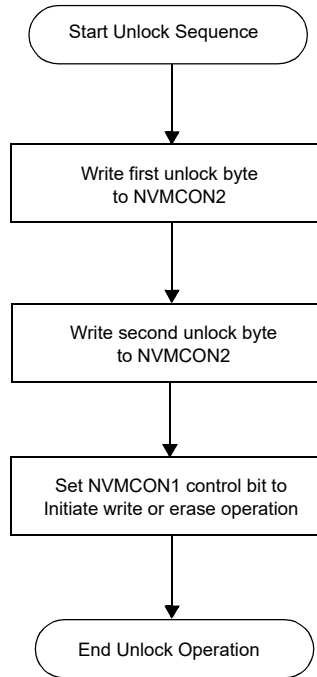 Start Unlock Sequence
Write first unlock byte
to NVMCON2
Write second unlock byte
to NVMCON2
Set NVMCON1 control bit to
Initiate write or erase operation
End Unlock Operation